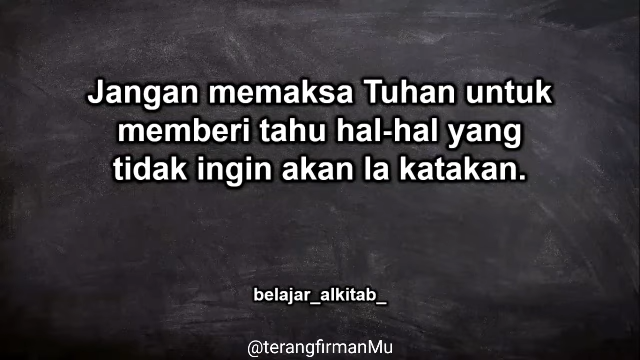 Jangan memaksa Tuhan untuk
memberi tahu hal-hal yang
tidak ingin akan Ia katakan.
belajar_alkitab_
@terangfirmanMu